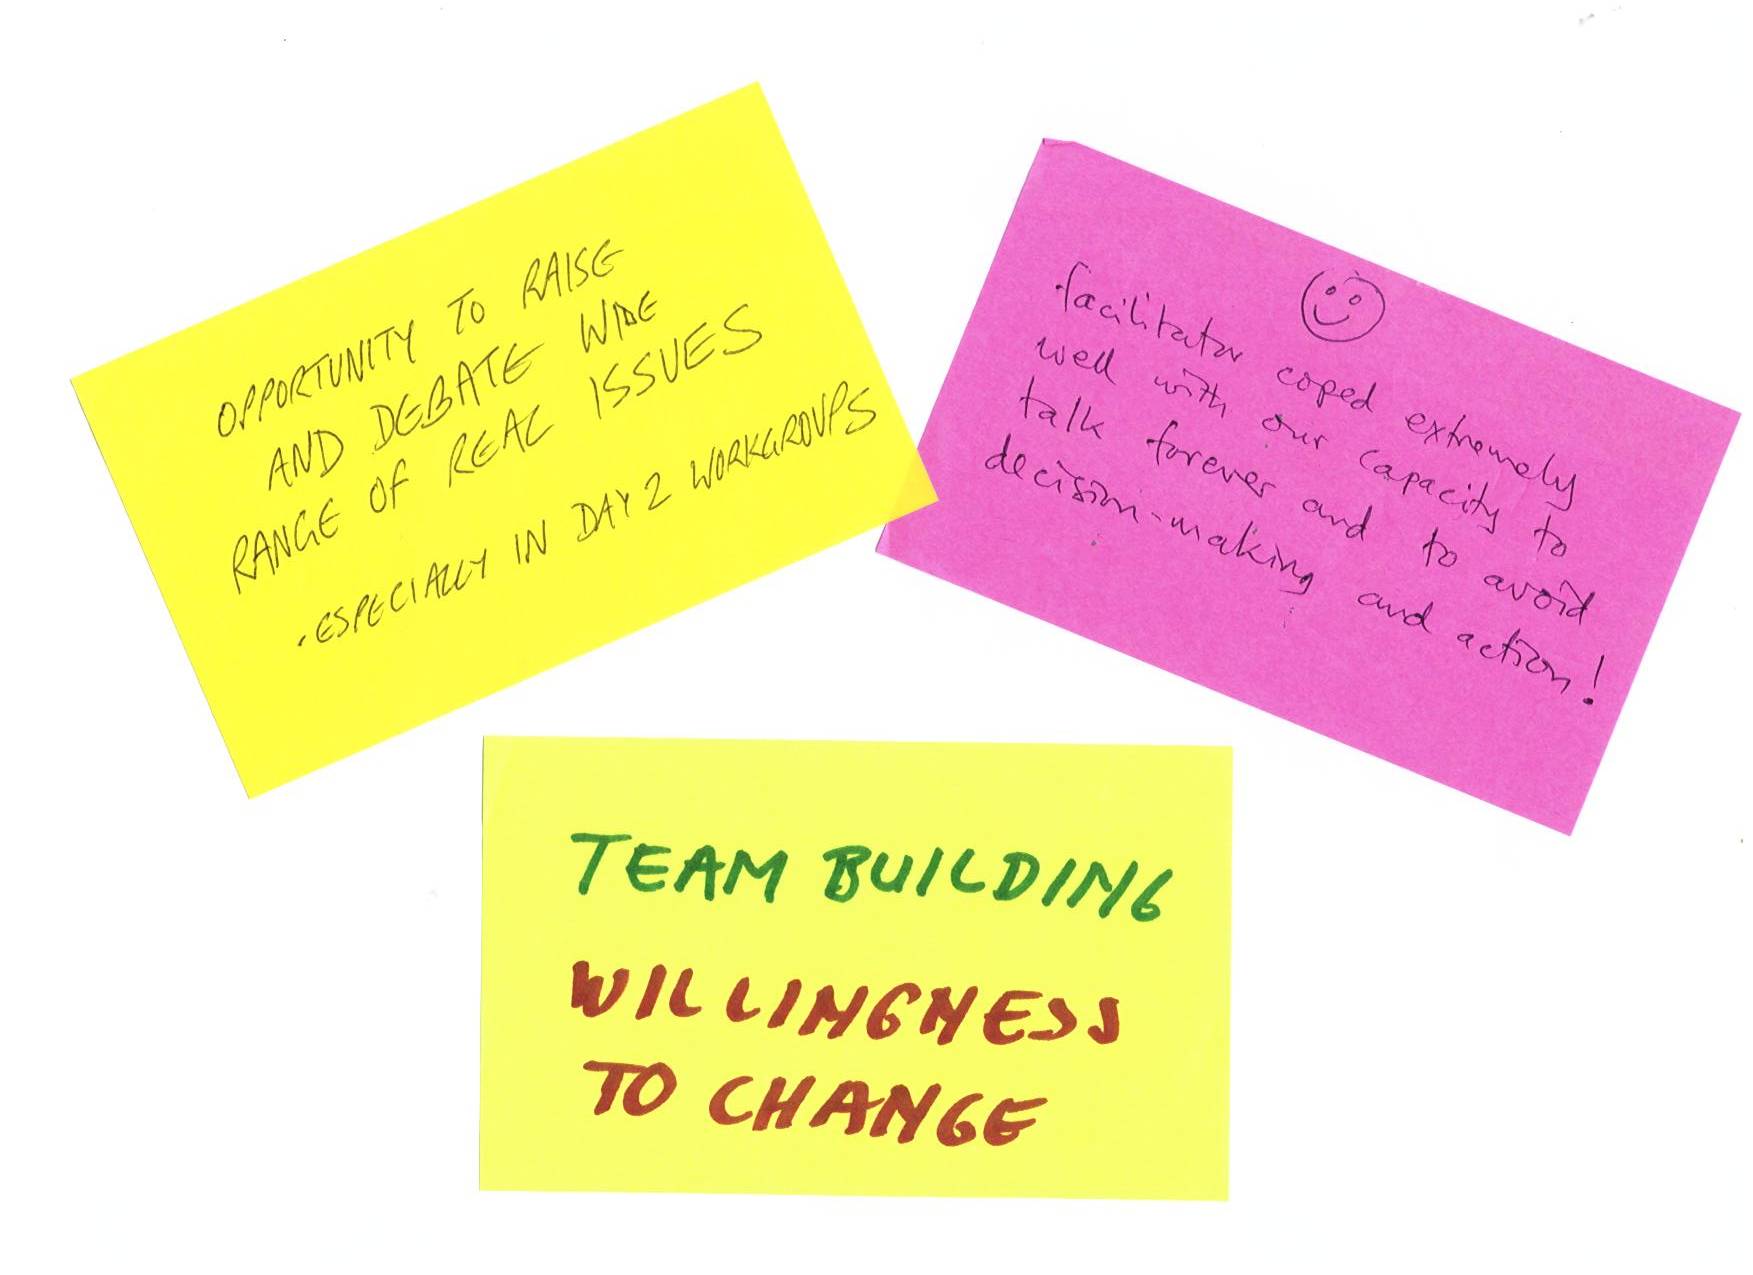 OPPORTUNITY TO RAISE
AND DEBATE WIDE
RANGE OF REAL ISSUES
. ESPECIALLY IN DAY 2 WORKGROUPS
facilitator coped extremely
well with our capacity to
talk forever and to avoid
decision-making and action!
TEAM BUILDING
WILLINGNESS
TO CHANGE